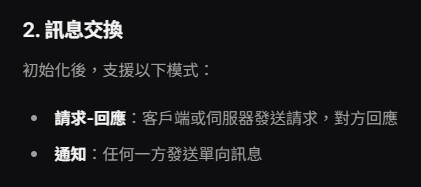 2. 訊息交換
初始化後，支援以下模式：
• 請求-回應：客戶端或伺服器發送請求，對方回應
• 通知：任何一方發送單向訊息